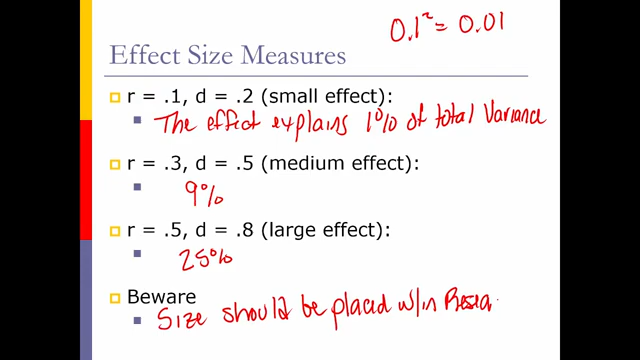 0.1² = 0.01
Effect Size Measures
r = .1, d = .2 (small effect):
The effect explains 1% of total variance
r = .3, d = .5 (medium effect):
9%
r = .5, d = .8 (large effect):
25%
Beware
Size should be placed w/in Resea